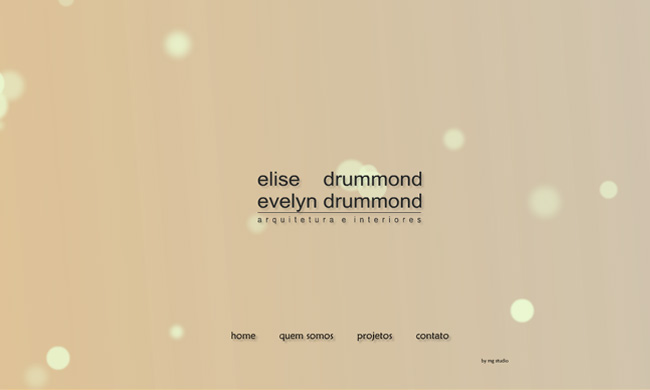 elise drummond
evelyn drummond
arquitetura e interiores
home quem somos projetos contato
by mg studio